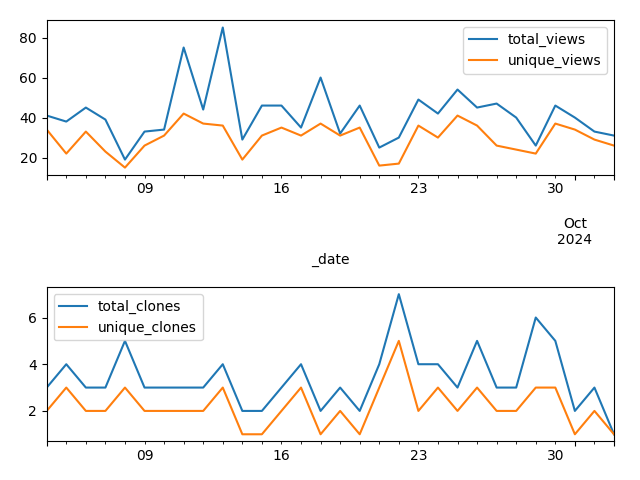 80
60
40
20
total_views
unique_views
09
16
23
30
Oct
2024
_date
6
4
2
total_clones
unique_clones
09
16
23
30